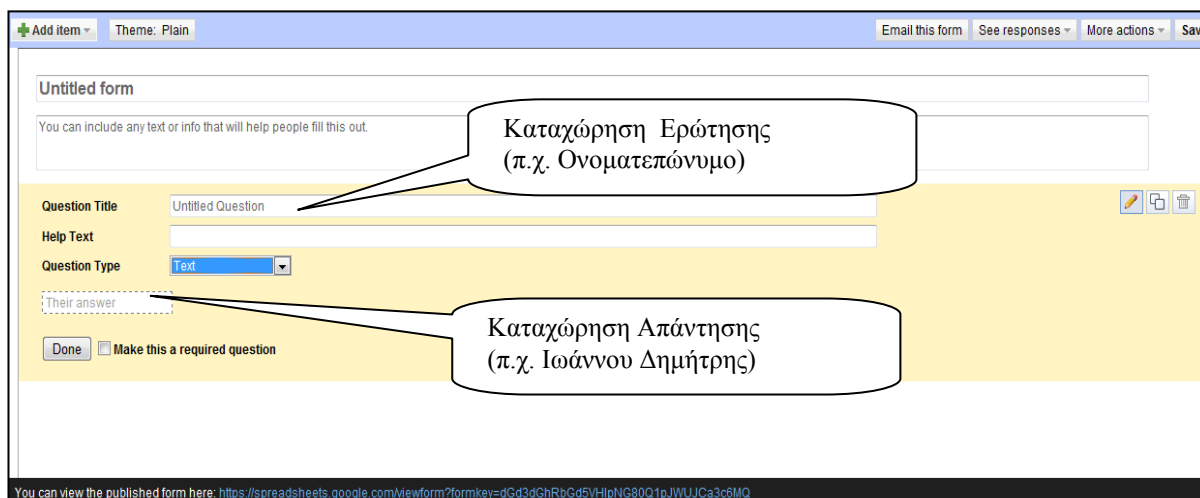 Add item Theme: Plain Email this form See responses More actions Sav
Untitled form
You can include any text or info that will help people fill this out.
Καταχώρηση Ερώτησης
(π.χ. Ονοματεπώνυμο)
Question Title Untitled Question
Help Text
Question Type Text
Their answer
Καταχώρηση Απάντησης
(π.χ. Ιωάννου Δημήτρης)
Done Make this a required question
You can view the published form here: https://spreadsheets.google.com/viewform?formkey=dGd3dGhRbGd5VHlpNG80Q1pJWUJCa3c6MQ